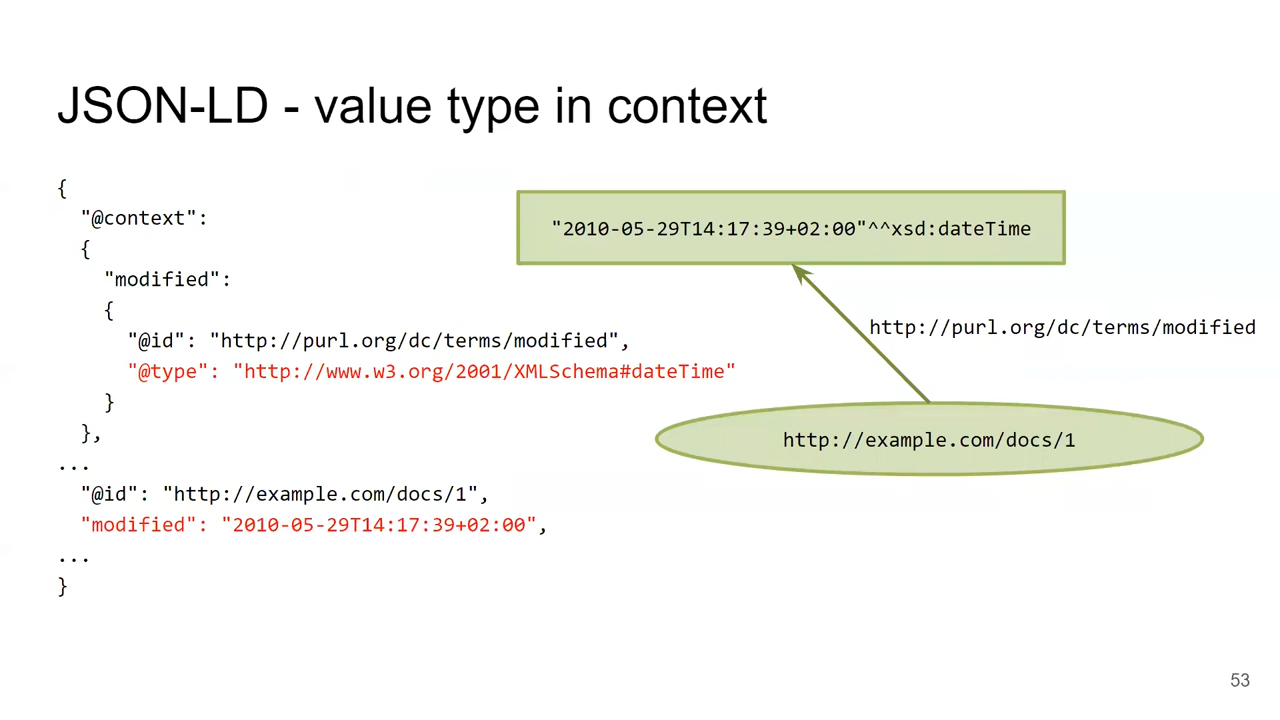 JSON-LD - value type in context
{
"@context":
{
"modified":
{
"@id": "http://purl.org/dc/terms/modified",
"@type": "http://www.w3.org/2001/XMLSchema#dateTime"
}
},
...
"@id": "http://example.com/docs/1",
"modified": "2010-05-29T14:17:39+02:00",
...
}
"2010-05-29T14:17:39+02:00"^^xsd:dateTime
http://purl.org/dc/terms/modified
http://example.com/docs/1
53